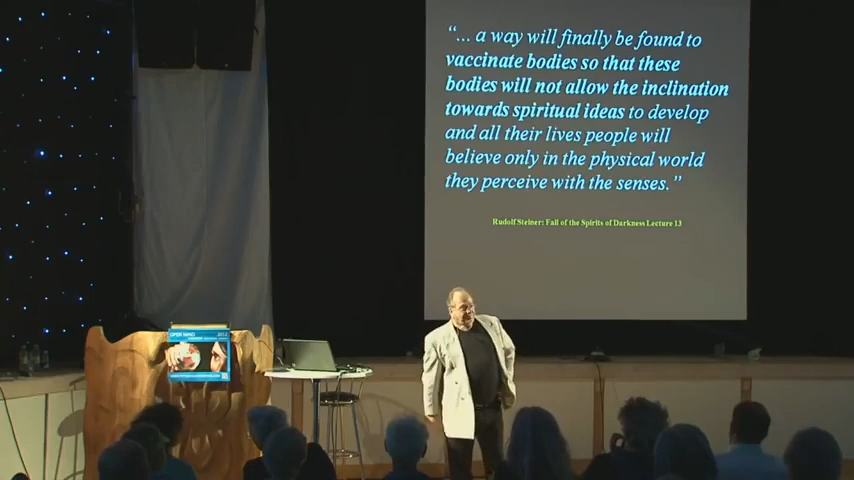 “... a way will finally be found to
vaccinate bodies so that these
bodies will not allow the inclination
towards spiritual ideas to develop
and all their lives people will
believe only in the physical world
they perceive with the senses.”
Rudolf Steiner: Fall of the Spirits of Darkness Lecture 13
OPEN MIND
2012